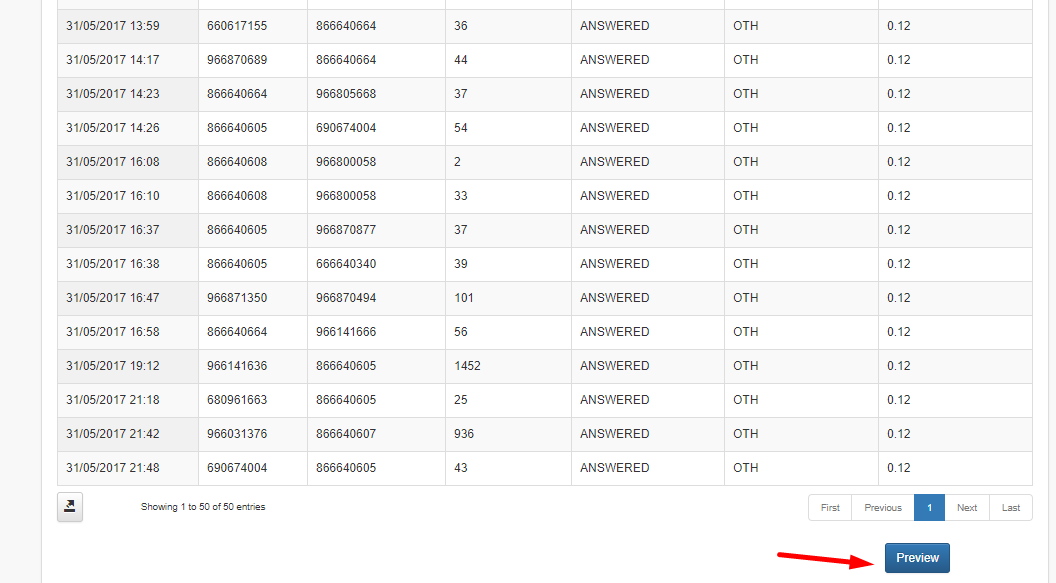 31/05/2017 13:59 660617155 866640664 36 ANSWERED OTH 0.12
31/05/2017 14:17 966870689 866640664 44 ANSWERED OTH 0.12
31/05/2017 14:23 866640664 966805668 37 ANSWERED OTH 0.12
31/05/2017 14:26 866640605 690674004 54 ANSWERED OTH 0.12
31/05/2017 16:08 866640608 966800058 2 ANSWERED OTH 0.12
31/05/2017 16:10 866640608 966800058 33 ANSWERED OTH 0.12
31/05/2017 16:37 866640605 966870877 37 ANSWERED OTH 0.12
31/05/2017 16:38 866640605 666640340 39 ANSWERED OTH 0.12
31/05/2017 16:47 966871350 966870494 101 ANSWERED OTH 0.12
31/05/2017 16:58 866640664 966141666 56 ANSWERED OTH 0.12
31/05/2017 19:12 966141636 866640605 1452 ANSWERED OTH 0.12
31/05/2017 21:18 680961663 866640605 25 ANSWERED OTH 0.12
31/05/2017 21:42 966031376 866640607 936 ANSWERED OTH 0.12
31/05/2017 21:48 690674004 866640605 43 ANSWERED OTH 0.12
Showing 1 to 50 of 50 entries First Previous 1 Next Last
Preview